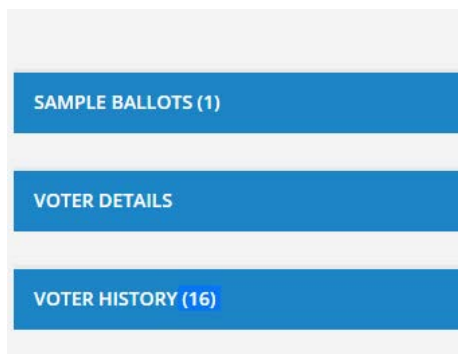 SAMPLE BALLOTS (1)
VOTER DETAILS
VOTER HISTORY (16)